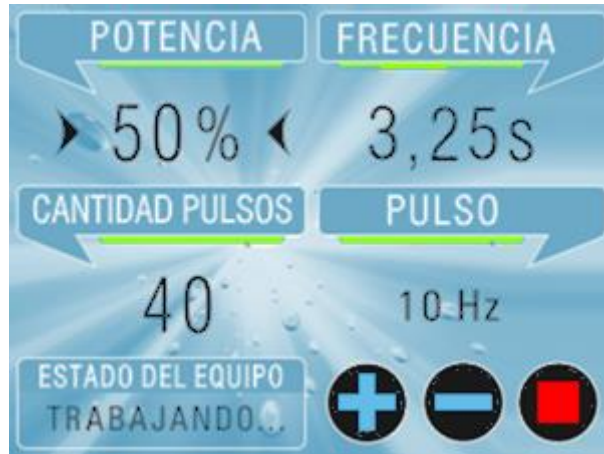 POTENCIA
FRECUENCIA
50%
3,25s
CANTIDAD PULSOS
PULSO
40
10 Hz
ESTADO DEL EQUIPO
TRABAJANDO...